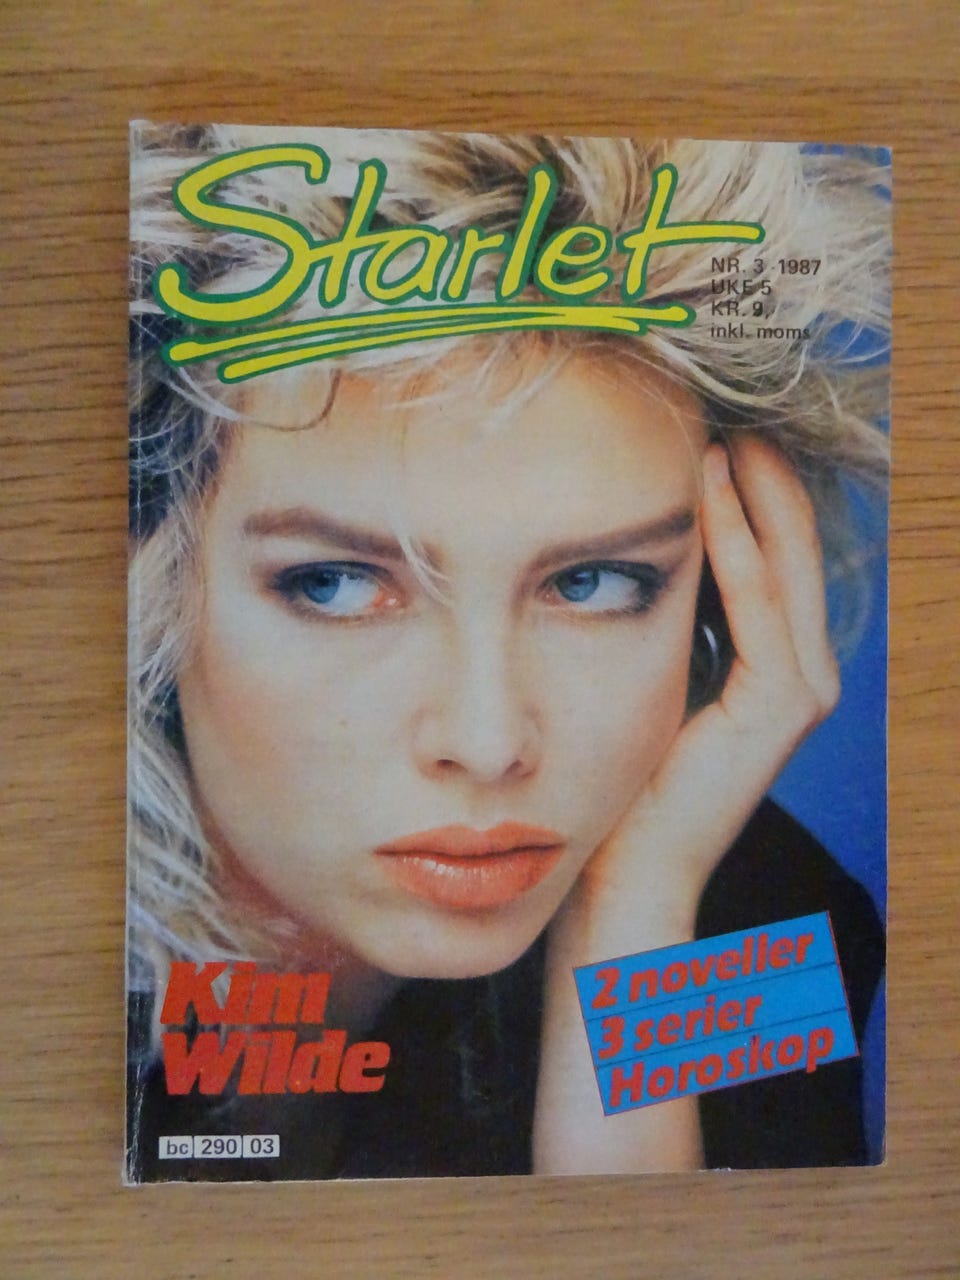 Starlet
NR. 3 - 1987
UKE 5
KR. 9,-
inkl. moms
Kim
Wilde
2 noveller
3 serier
Horoskop
bc 290 03